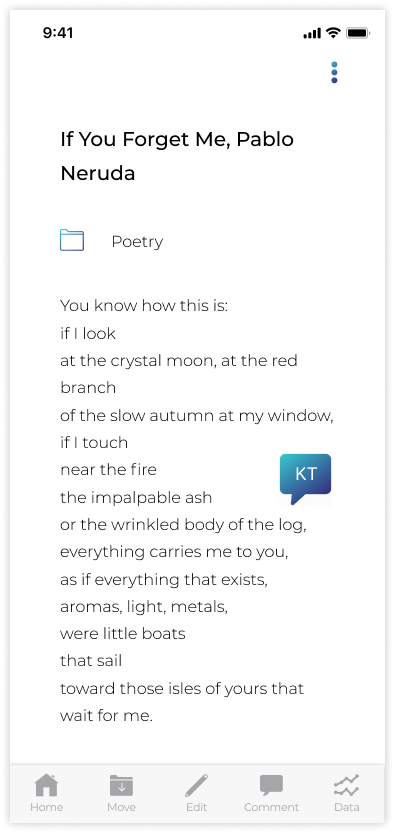 9:41
If You Forget Me, Pablo
Neruda
Poetry
You know how this is:
if I look
at the crystal moon, at the red
branch
of the slow autumn at my window,
if I touch
near the fire
the impalpable ash
or the wrinkled body of the log,
everything carries me to you,
as if everything that exists,
aromas, light, metals,
were little boats
that sail
toward those isles of yours that
wait for me.
KT
Home Move Edit Comment Data